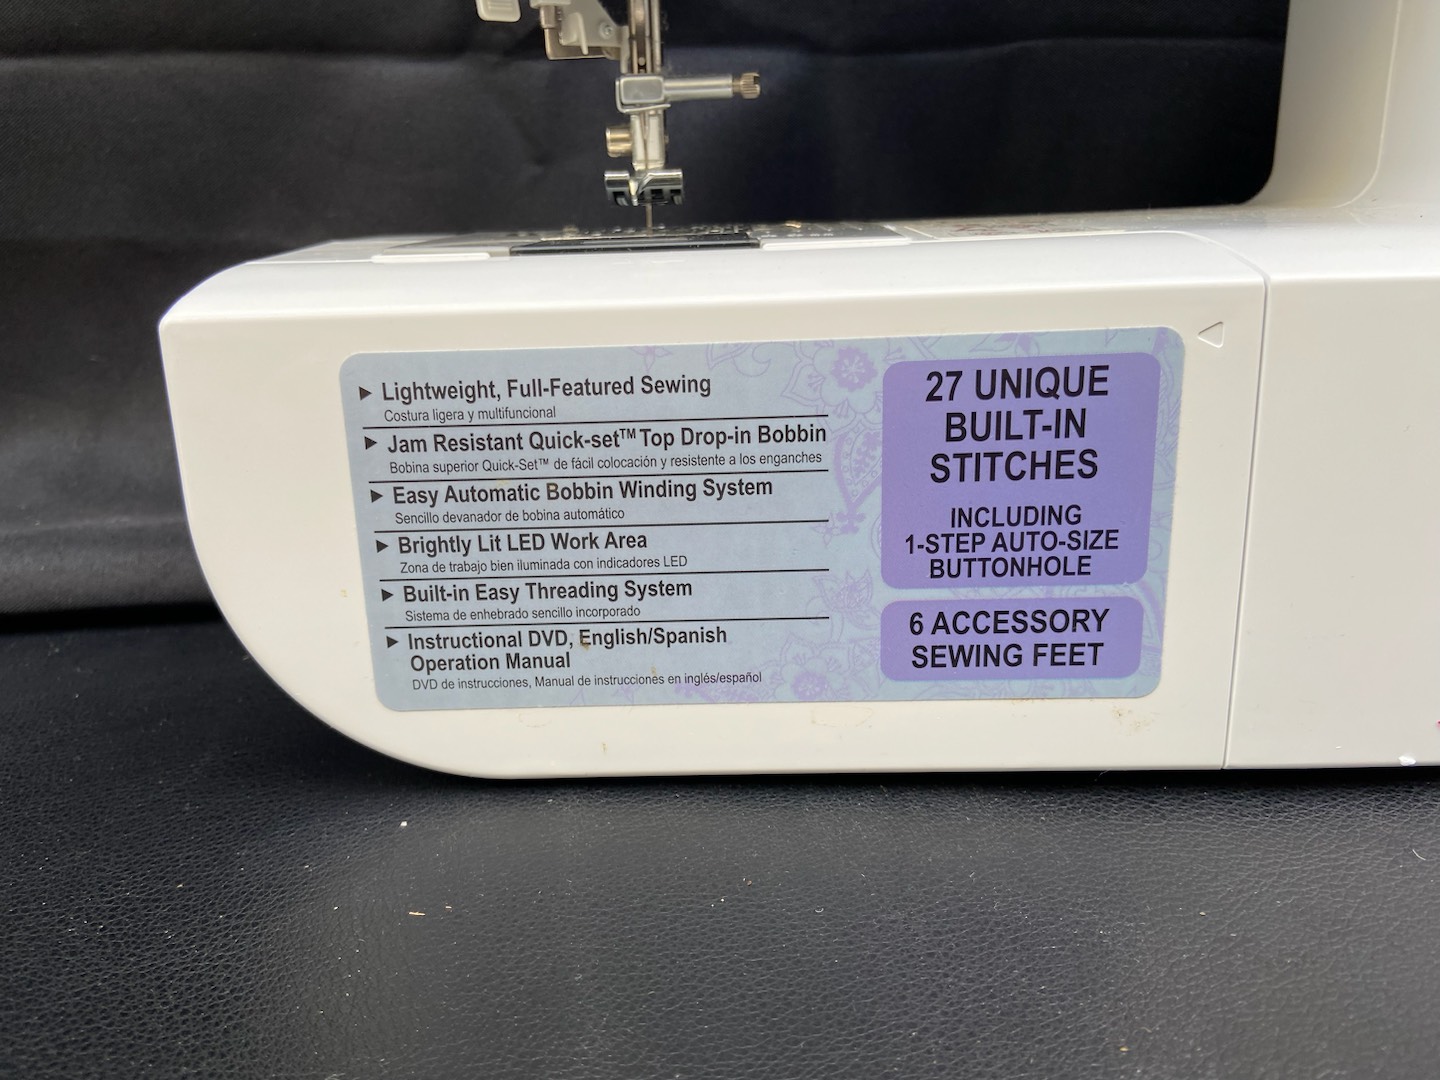 ► Lightweight, Full-Featured Sewing
Costura ligera y multifuncional
► Jam Resistant Quick-set™ Top Drop-in Bobbin
Bobina superior Quick-Set™ de fácil colocación y resistente a los enganches
► Easy Automatic Bobbin Winding System
Sencillo devanador de bobina automático
► Brightly Lit LED Work Area
Zona de trabajo bien iluminada con indicadores LED
► Built-in Easy Threading System
Sistema de enhebrado sencillo incorporado
► Instructional DVD, English/Spanish
Operation Manual
DVD de instrucciones, Manual de instrucciones en inglés/español
27 UNIQUE
BUILT-IN
STITCHES
INCLUDING
1-STEP AUTO-SIZE
BUTTONHOLE
6 ACCESSORY
SEWING FEET